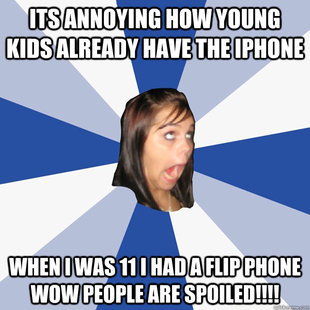 ITS ANNOYING HOW YOUNG
KIDS ALREADY HAVE THE IPHONE
WHEN I WAS 11 I HAD A FLIP PHONE
WOW PEOPLE ARE SPOILED!!!!